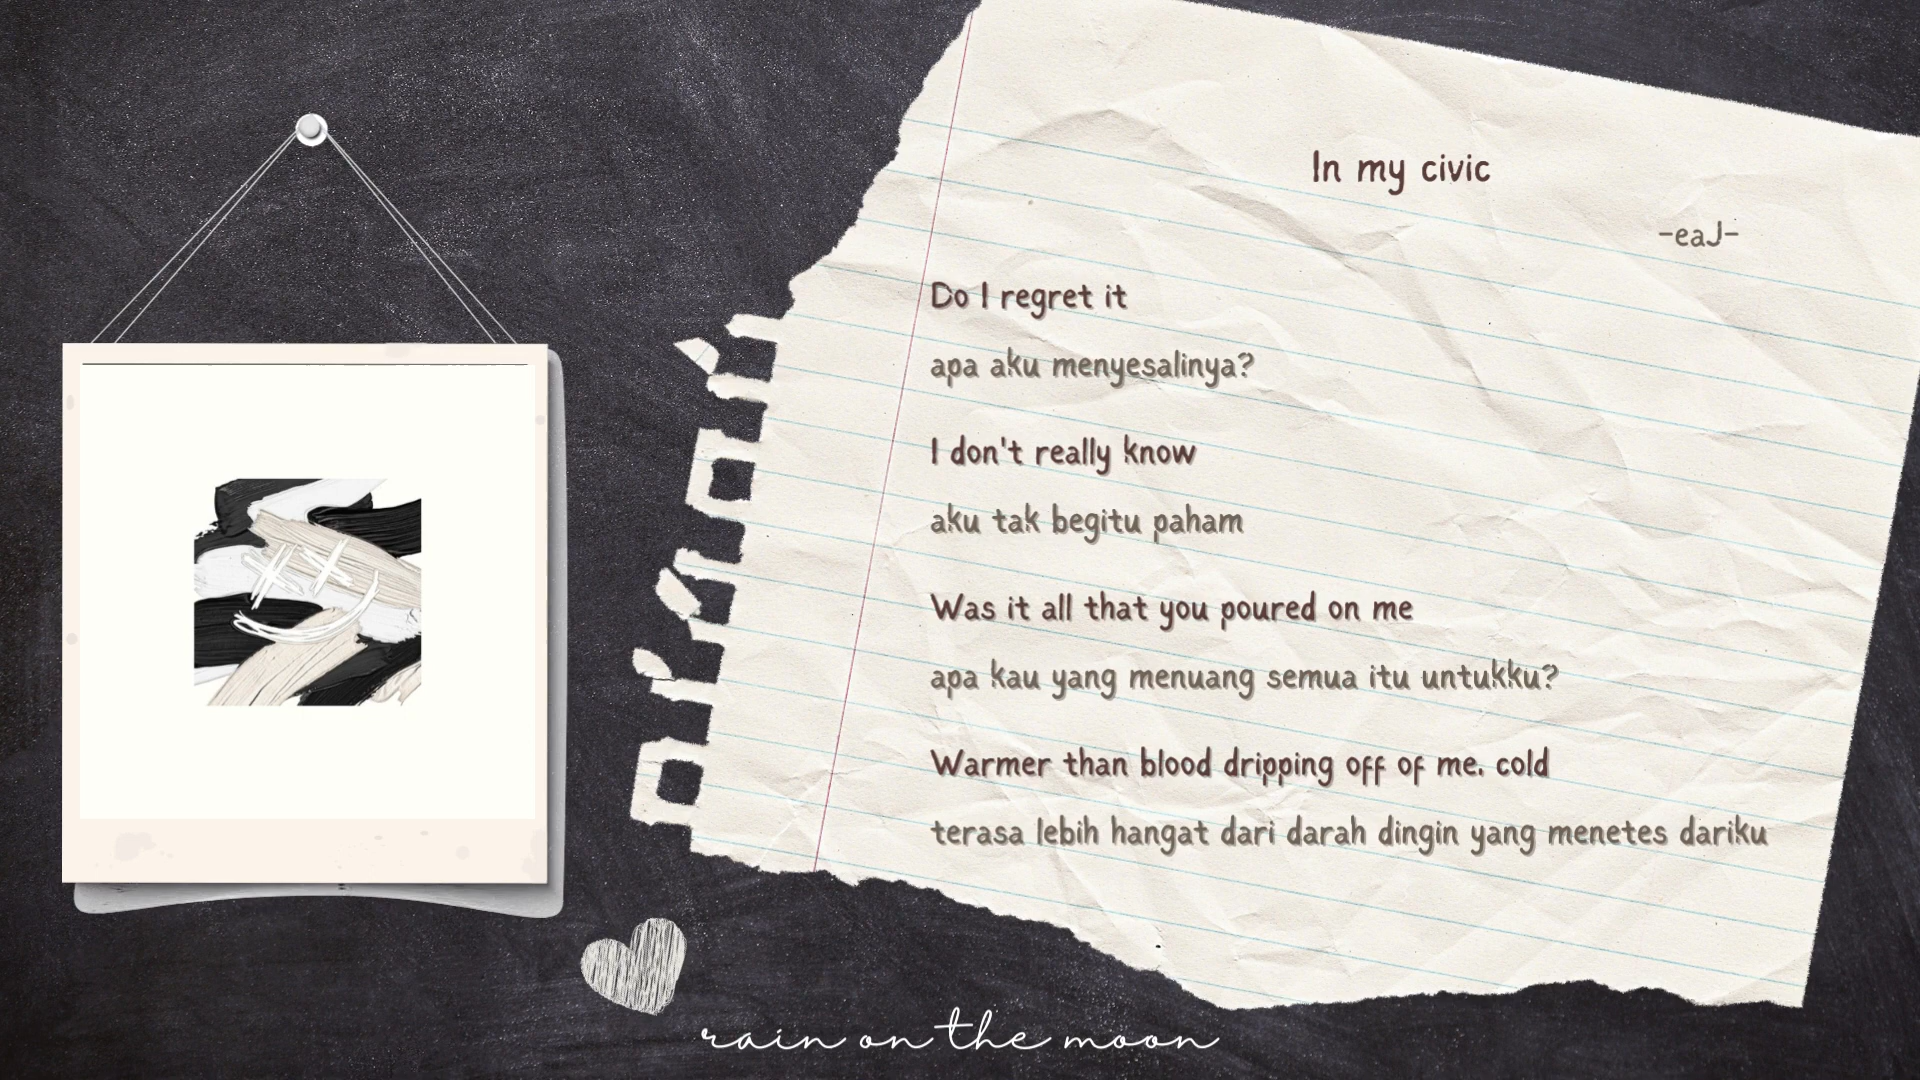 In my civic
-eaJ-
Do I regret it
apa aku menyesalinya?
I don't really know
aku tak begitu paham
Was it all that you poured on me
apa kau yang menuang semua itu untukku?
Warmer than blood dripping off of me. cold
terasa lebih hangat dari darah dingin yang menetes dariku
rain on the moon